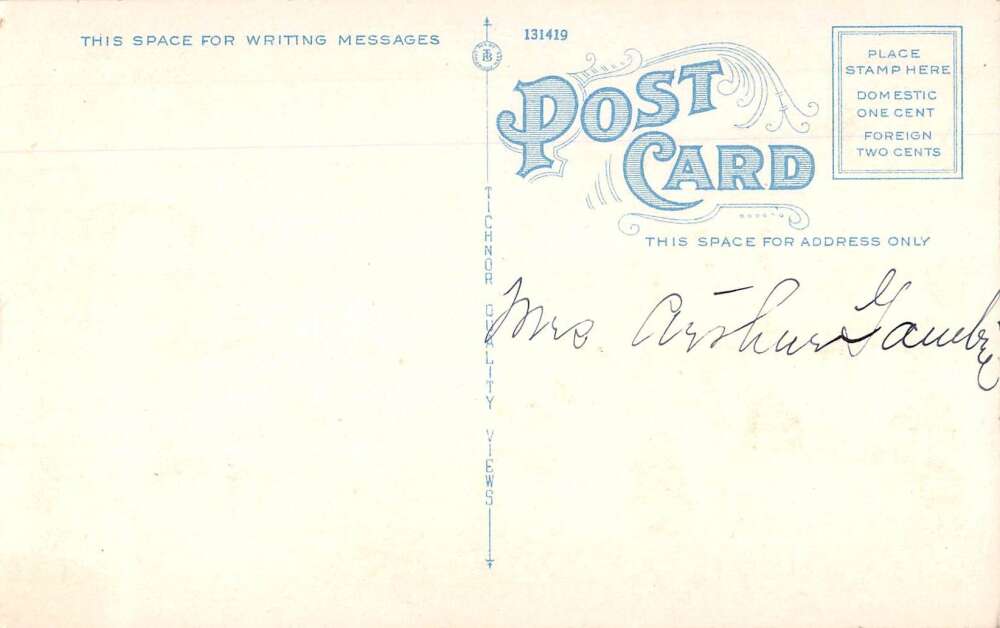 THIS SPACE FOR WRITING MESSAGES
131419
POST
CARD
PLACE
STAMP HERE
DOMESTIC
ONE CENT
FOREIGN
TWO CENTS
THIS SPACE FOR ADDRESS ONLY
TICHNOR QUALITY VIEWS
Mrs Arthur